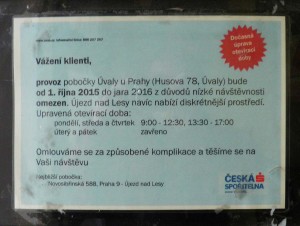 Dočasná
úprava
otevírací
doby
Vážení klienti,
provoz pobočky Úvaly u Prahy (Husova 78, Úvaly) bude
od 1. října 2015 do jara 2016 z důvodů nízké návštěvnosti
omezen. Újezd nad Lesy navíc nabízí diskrétnější prostředí.
Upravená otevírací doba:
pondělí, středa a čtvrtek 9:00 - 12:30, 13:30 - 17:00
úterý a pátek zavřeno
Omlouváme se za způsobené komplikace a těšíme se na
Vaši návštěvu
Nejbližší pobočka:
Novosibřinská 588, Praha 9 - Újezd nad Lesy
ČESKÁ
SPOŘITELNA